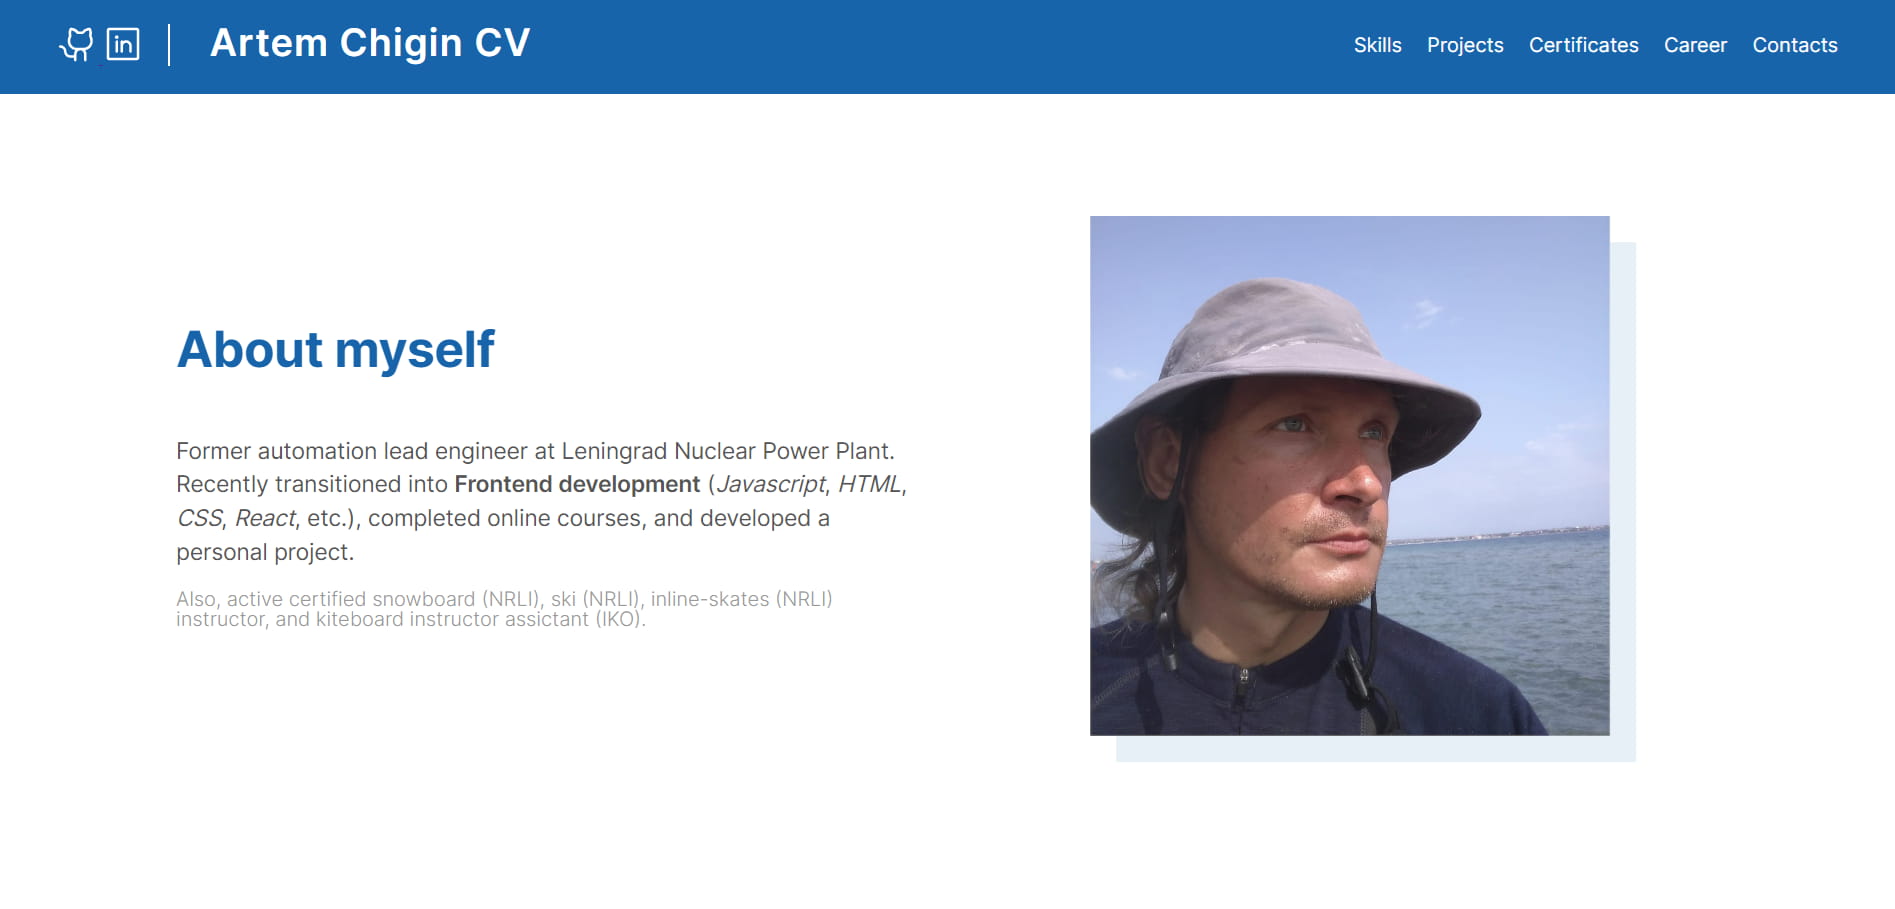 in
Artem Chigin CV
Skills Projects Certificates Career Contacts
About myself
Former automation lead engineer at Leningrad Nuclear Power Plant.
Recently transitioned into Frontend development (Javascript, HTML,
CSS, React, etc.), completed online courses, and developed a
personal project.
Also, active certified snowboard (NRLI), ski (NRLI), inline-skates (NRLI)
instructor, and kiteboard instructor assictant (IKO).